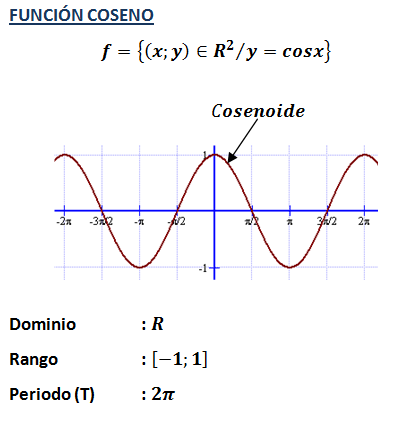 FUNCIÓN COSENO
f = {(x; y) ∈ R²/y = cosx}
Cosenoide
1
-2π -3π/2 -π -π/2 π/2 π 3π/2 2π
-1
Dominio : R
Rango : [−1; 1]
Periodo (T) : 2π